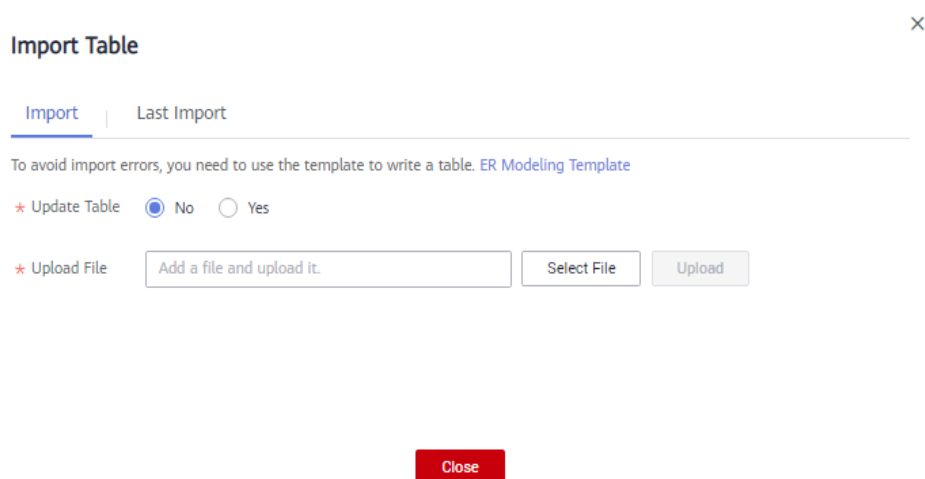 Import Table
Import | Last Import
To avoid import errors, you need to use the template to write a table. ER Modeling Template
* Update Table No Yes
* Upload File Add a file and upload it. Select File Upload
Close